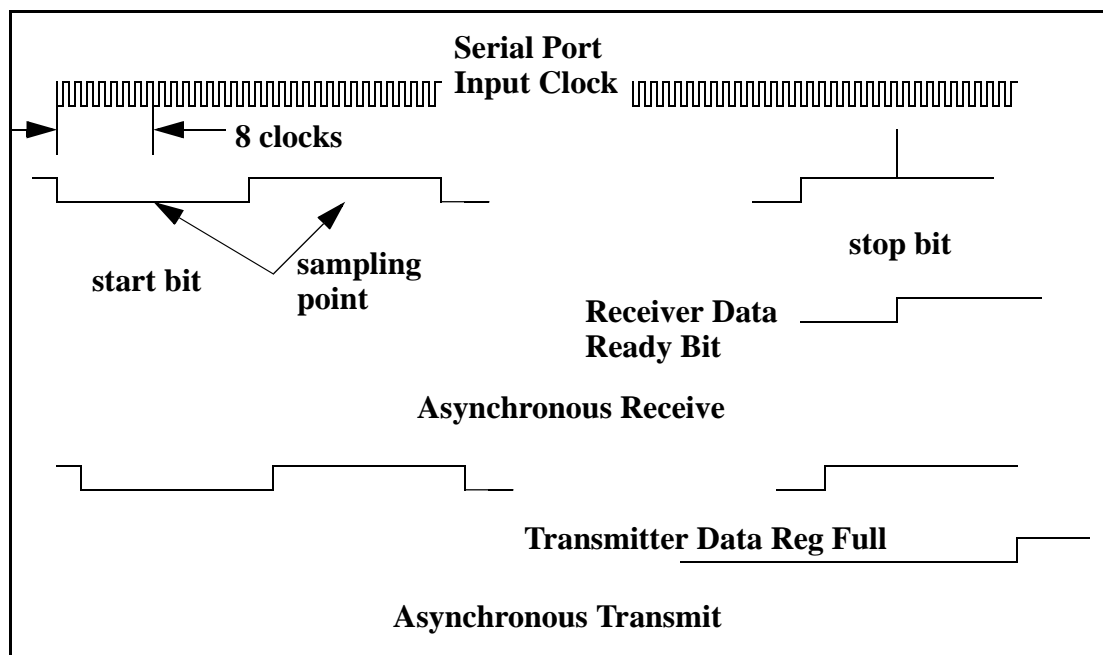 Serial Port
Input Clock
8 clocks
start bit
sampling
point
stop bit
Receiver Data
Ready Bit
Asynchronous Receive
Transmitter Data Reg Full
Asynchronous Transmit